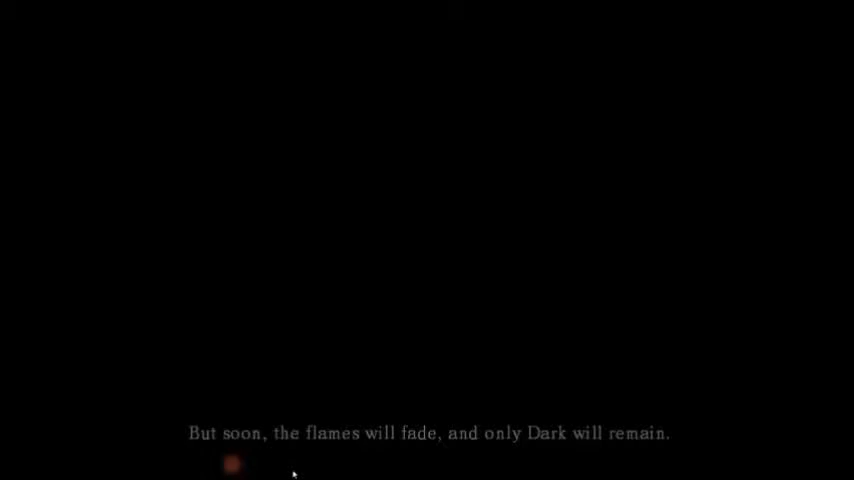 But soon, the flames will fade, and only Dark will remain.